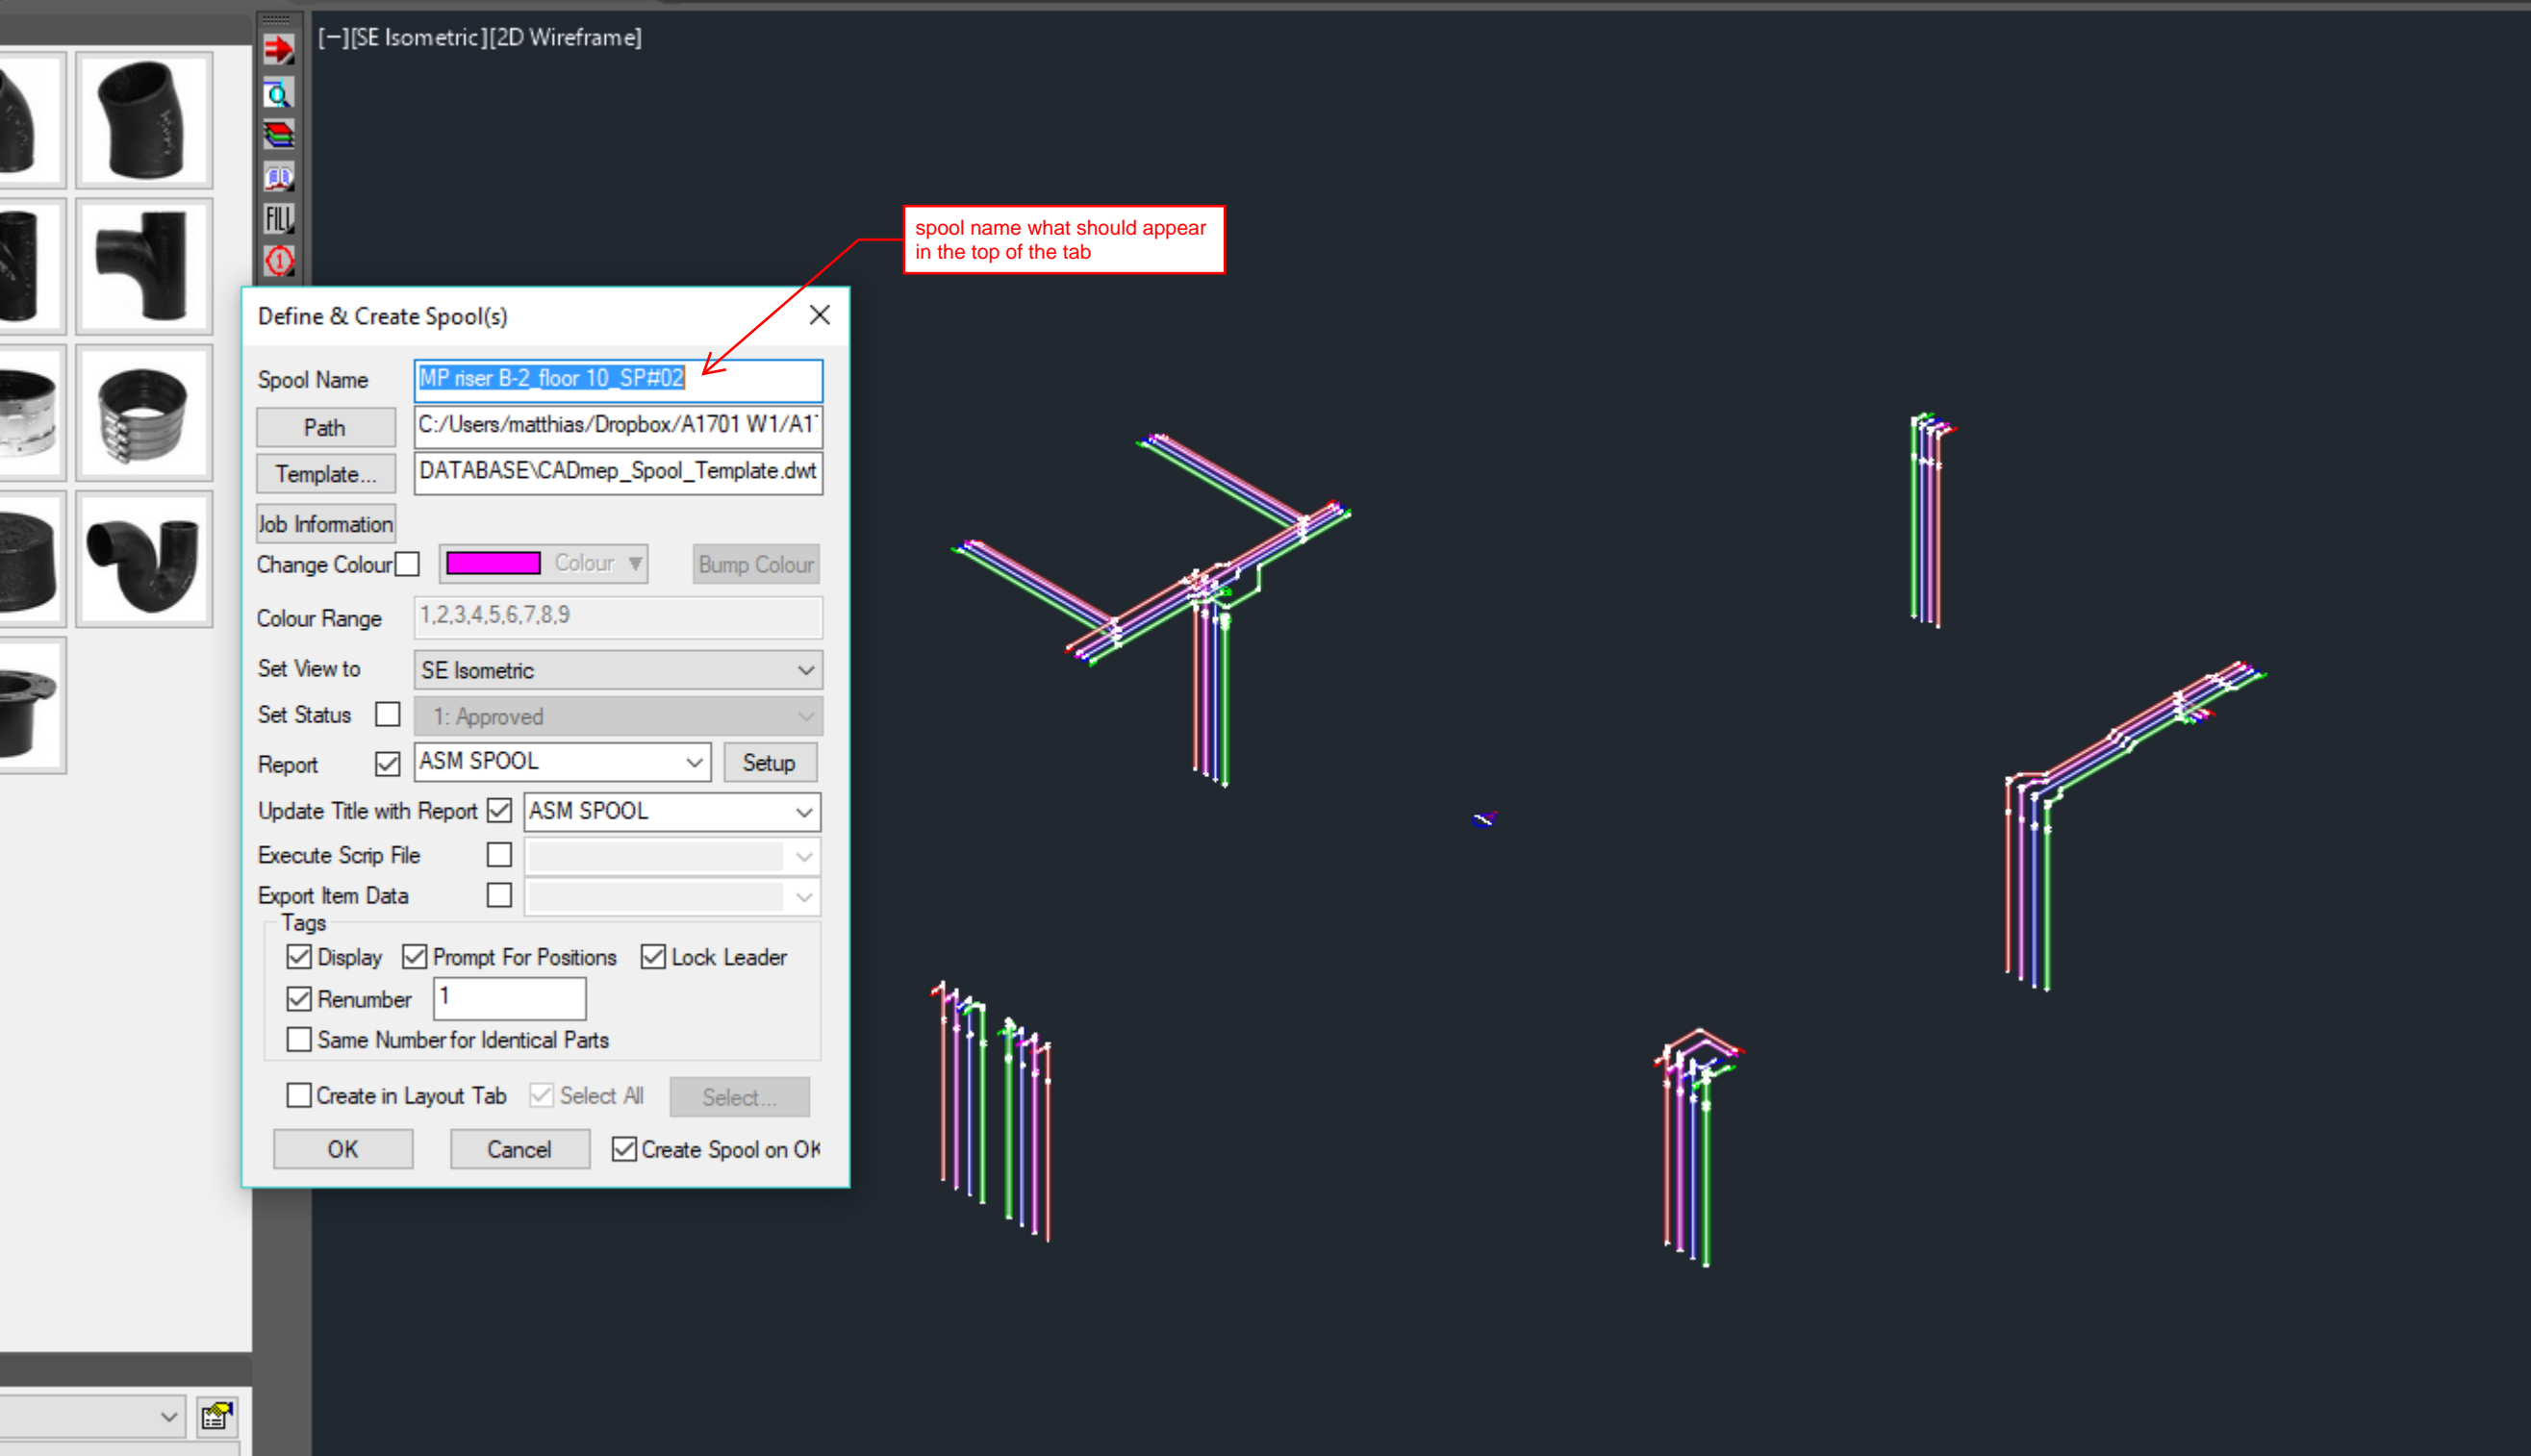 [−][SE Isometric][2D Wireframe]
FILL
1
spool name what should appear
in the top of the tab
Define & Create Spool(s)
Spool Name MP riser B-2_floor 10_SP#02
Path C:/Users/matthias/Dropbox/A1701 W1/A1
Template... DATABASE\CADmep_Spool_Template.dwt
Job Information
Change Colour Colour Bump Colour
Colour Range 1,2,3,4,5,6,7,8,9
Set View to SE Isometric
Set Status 1: Approved
Report ASM SPOOL Setup
Update Title with Report ASM SPOOL
Execute Scrip File
Export Item Data
Tags
Display Prompt For Positions Lock Leader
Renumber 1
Same Number for Identical Parts
Create in Layout Tab Select All Select...
OK Cancel Create Spool on OK